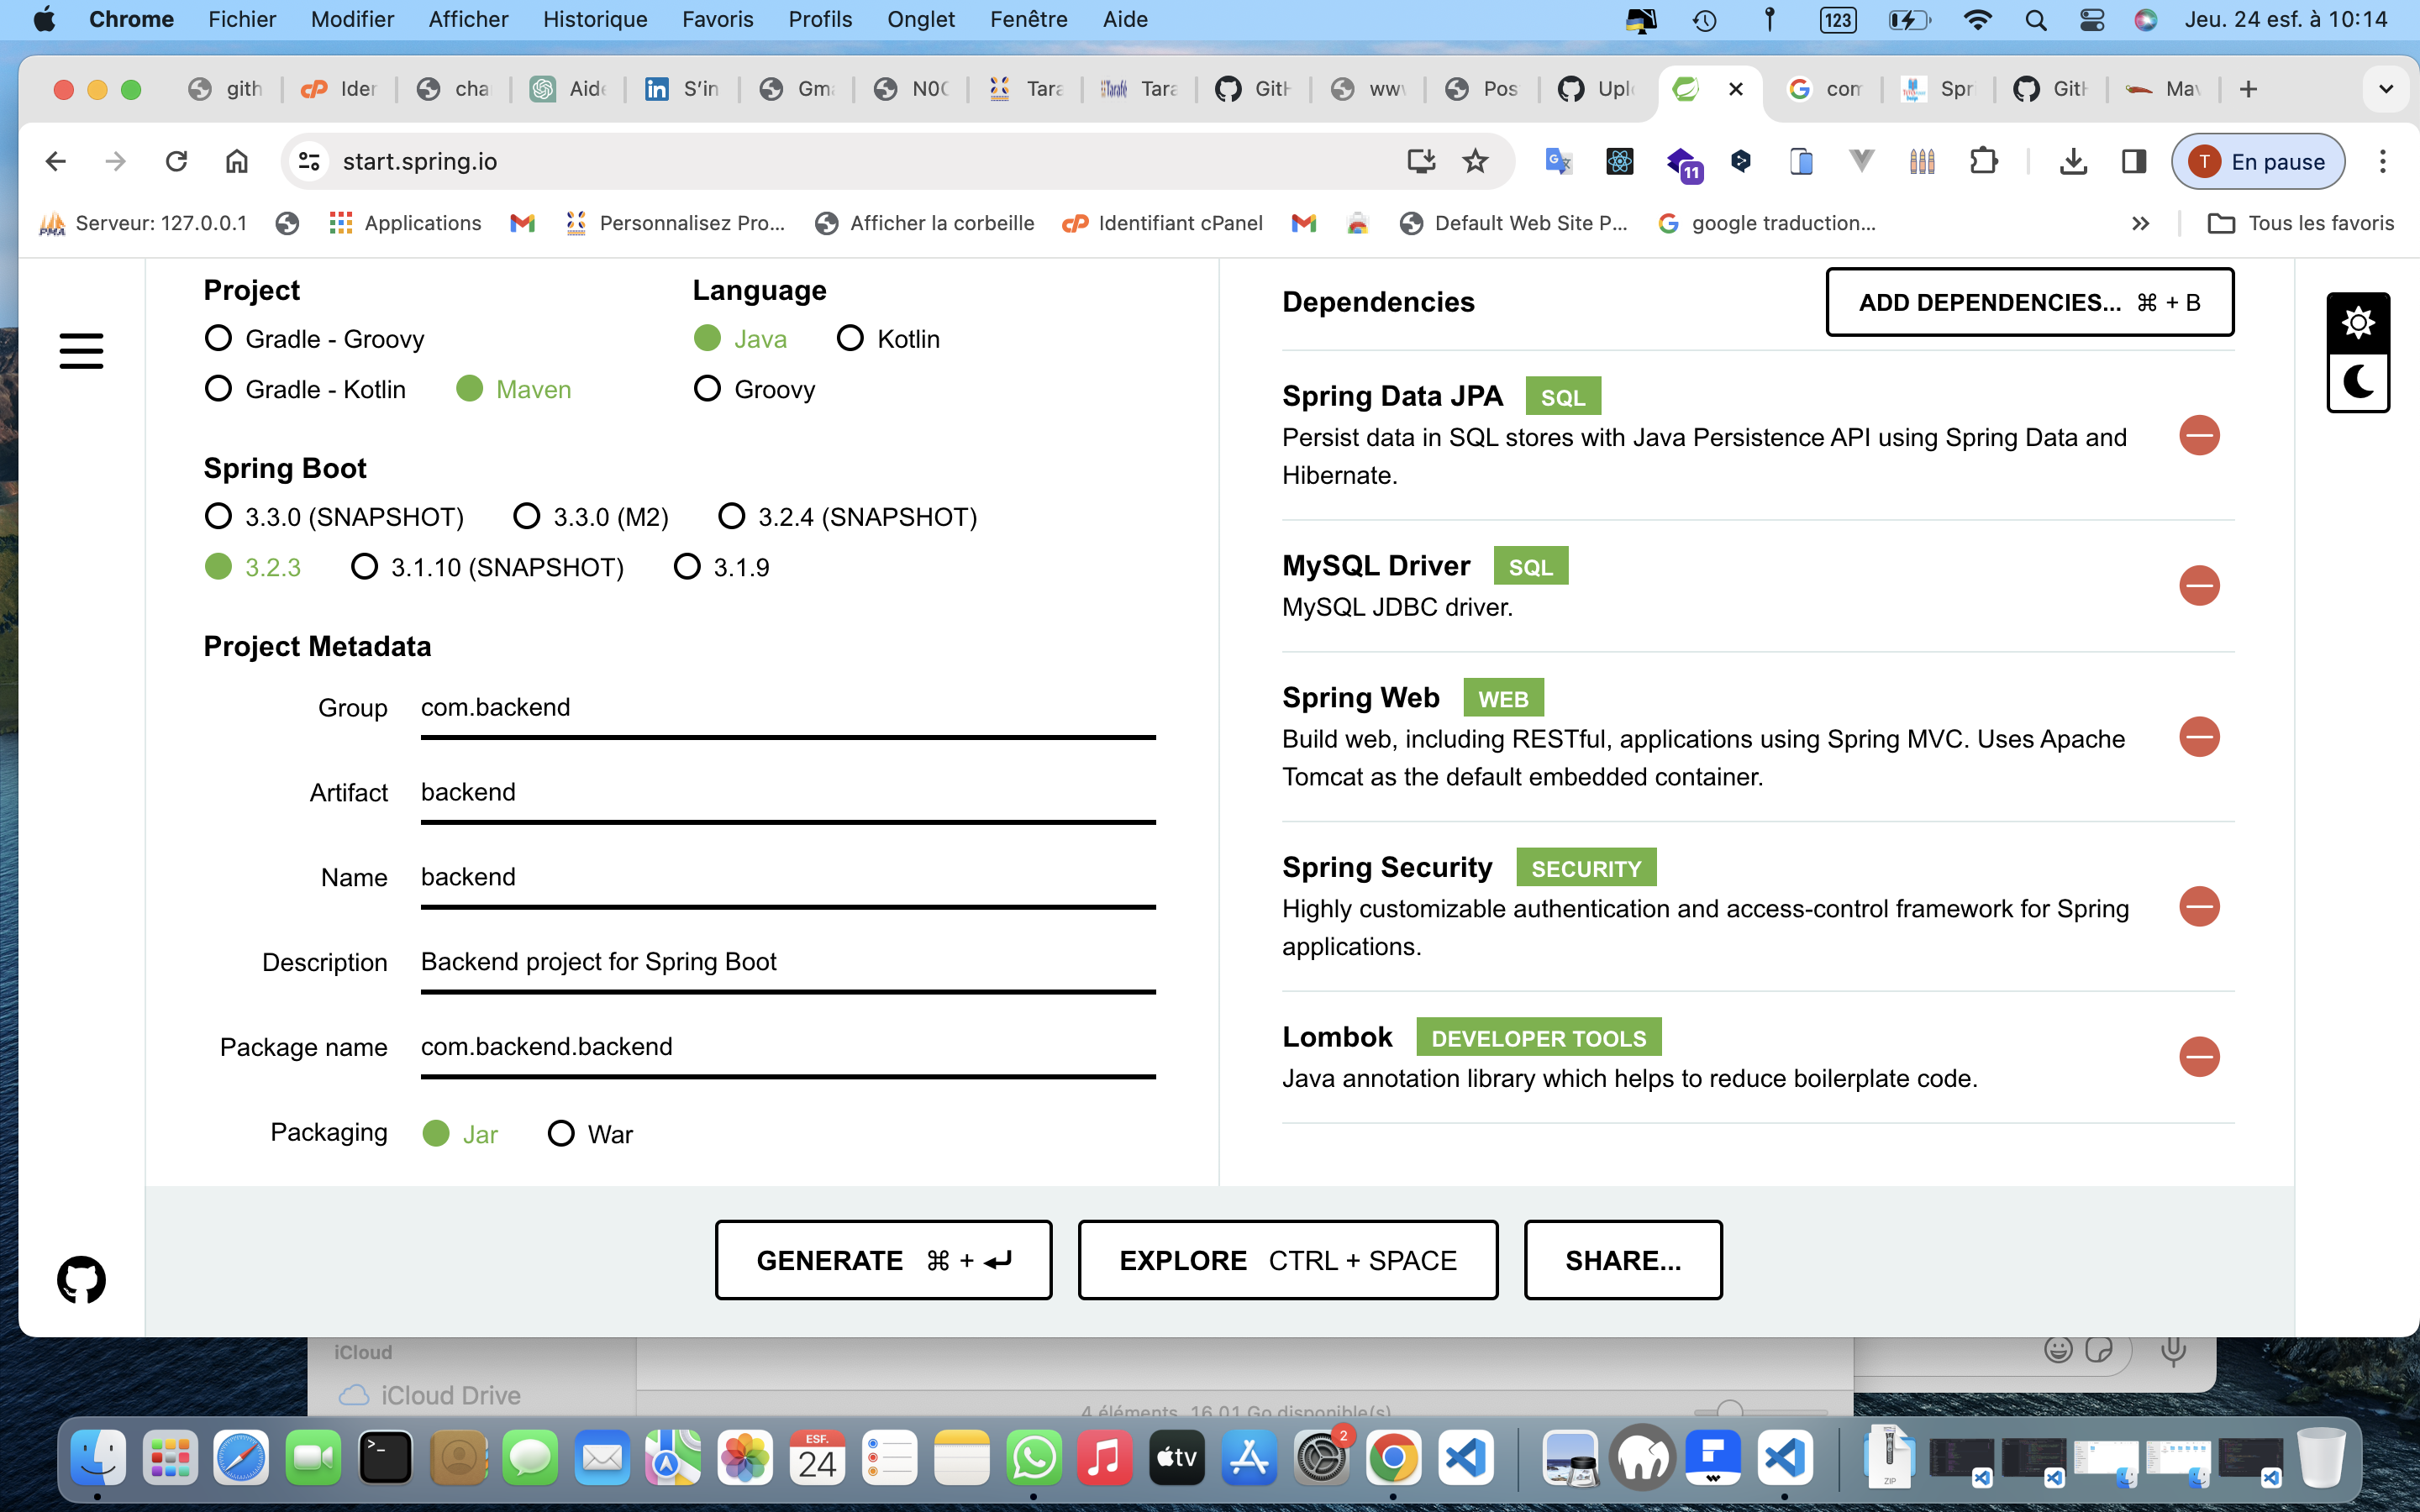 Chrome Fichier Modifier Afficher Historique Favoris Profils Onglet Fenêtre Aide 123 Jeu. 24 esf. à 10:14
gith Iden cha Aide S'in Gma N0C Tara Tarafé Tara GitH www Pos Uplo com Spri GitH Mav
start.spring.io 11 T En pause
PMA Serveur: 127.0.0.1 Applications Personnalisez Pro... Afficher la corbeille cP Identifiant cPanel Default Web Site P... google traduction... Tous les favoris
Project
Gradle - Groovy
Gradle - Kotlin Maven
Language
Java Kotlin
Groovy
Spring Boot
3.3.0 (SNAPSHOT) 3.3.0 (M2) 3.2.4 (SNAPSHOT)
3.2.3 3.1.10 (SNAPSHOT) 3.1.9
Project Metadata
Group com.backend
Artifact backend
Name backend
Description Backend project for Spring Boot
Package name com.backend.backend
Packaging Jar War
Dependencies
ADD DEPENDENCIES... ⌘ + B
Spring Data JPA SQL
Persist data in SQL stores with Java Persistence API using Spring Data and
Hibernate.
MySQL Driver SQL
MySQL JDBC driver.
Spring Web WEB
Build web, including RESTful, applications using Spring MVC. Uses Apache
Tomcat as the default embedded container.
Spring Security SECURITY
Highly customizable authentication and access-control framework for Spring
applications.
Lombok DEVELOPER TOOLS
Java annotation library which helps to reduce boilerplate code.
GENERATE ⌘ + ↵
EXPLORE CTRL + SPACE
SHARE...
iCloud
iCloud Drive
4 éléments, 16,01 Go disponible(s)
ESF.
24
tv
2
ZIP